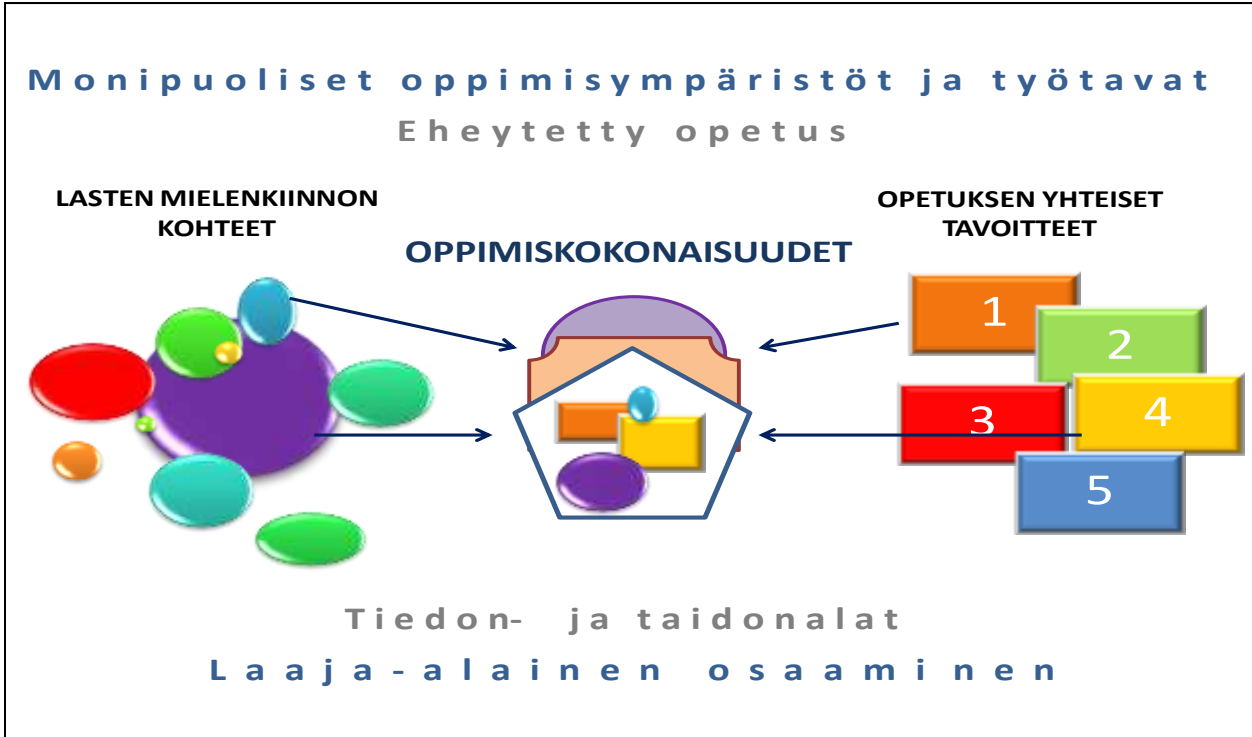 Monipuoliset oppimisympäristöt ja työtavat
Eheytetty opetus
LASTEN MIELENKIINNON
KOHTEET
OPETUKSEN YHTEISET
TAVOITTEET
OPPIMISKOKONAISUUDET
1
2
3
4
5
Tiedon- ja taidonalat
Laaja-alainen osaaminen